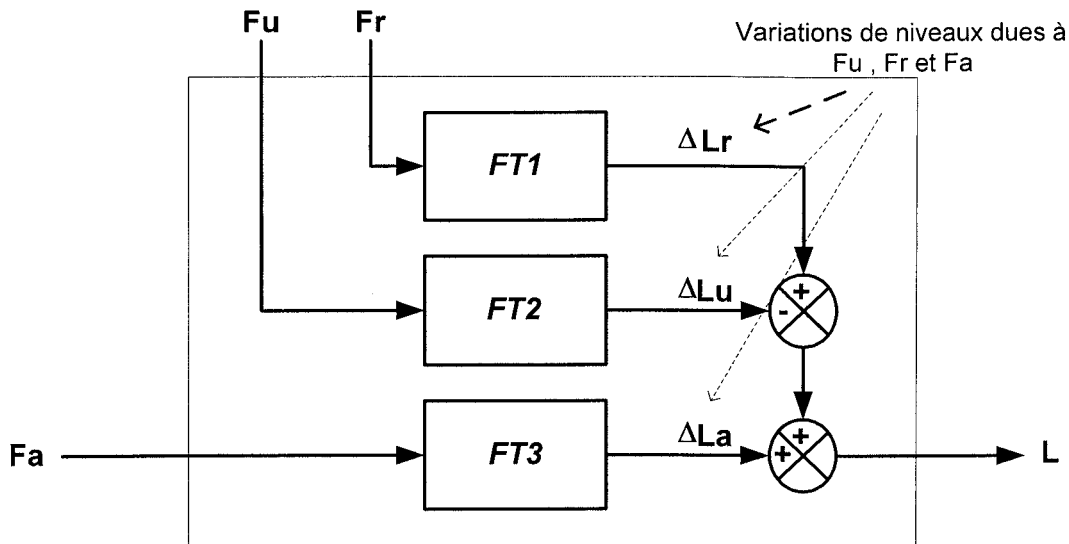 Fu
Fr
Variations de niveaux dues à
Fu , Fr et Fa
FT1
ΔLr
+
FT2
ΔLu
-
Fa
FT3
ΔLa
+
+
L